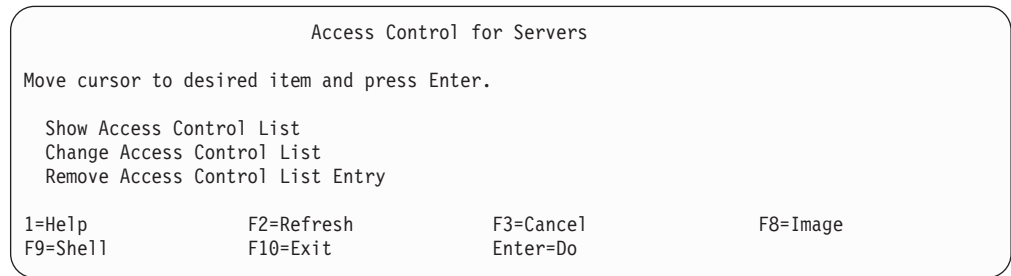 Access Control for Servers
Move cursor to desired item and press Enter.
Show Access Control List
Change Access Control List
Remove Access Control List Entry
1=Help F2=Refresh F3=Cancel F8=Image
F9=Shell F10=Exit Enter=Do